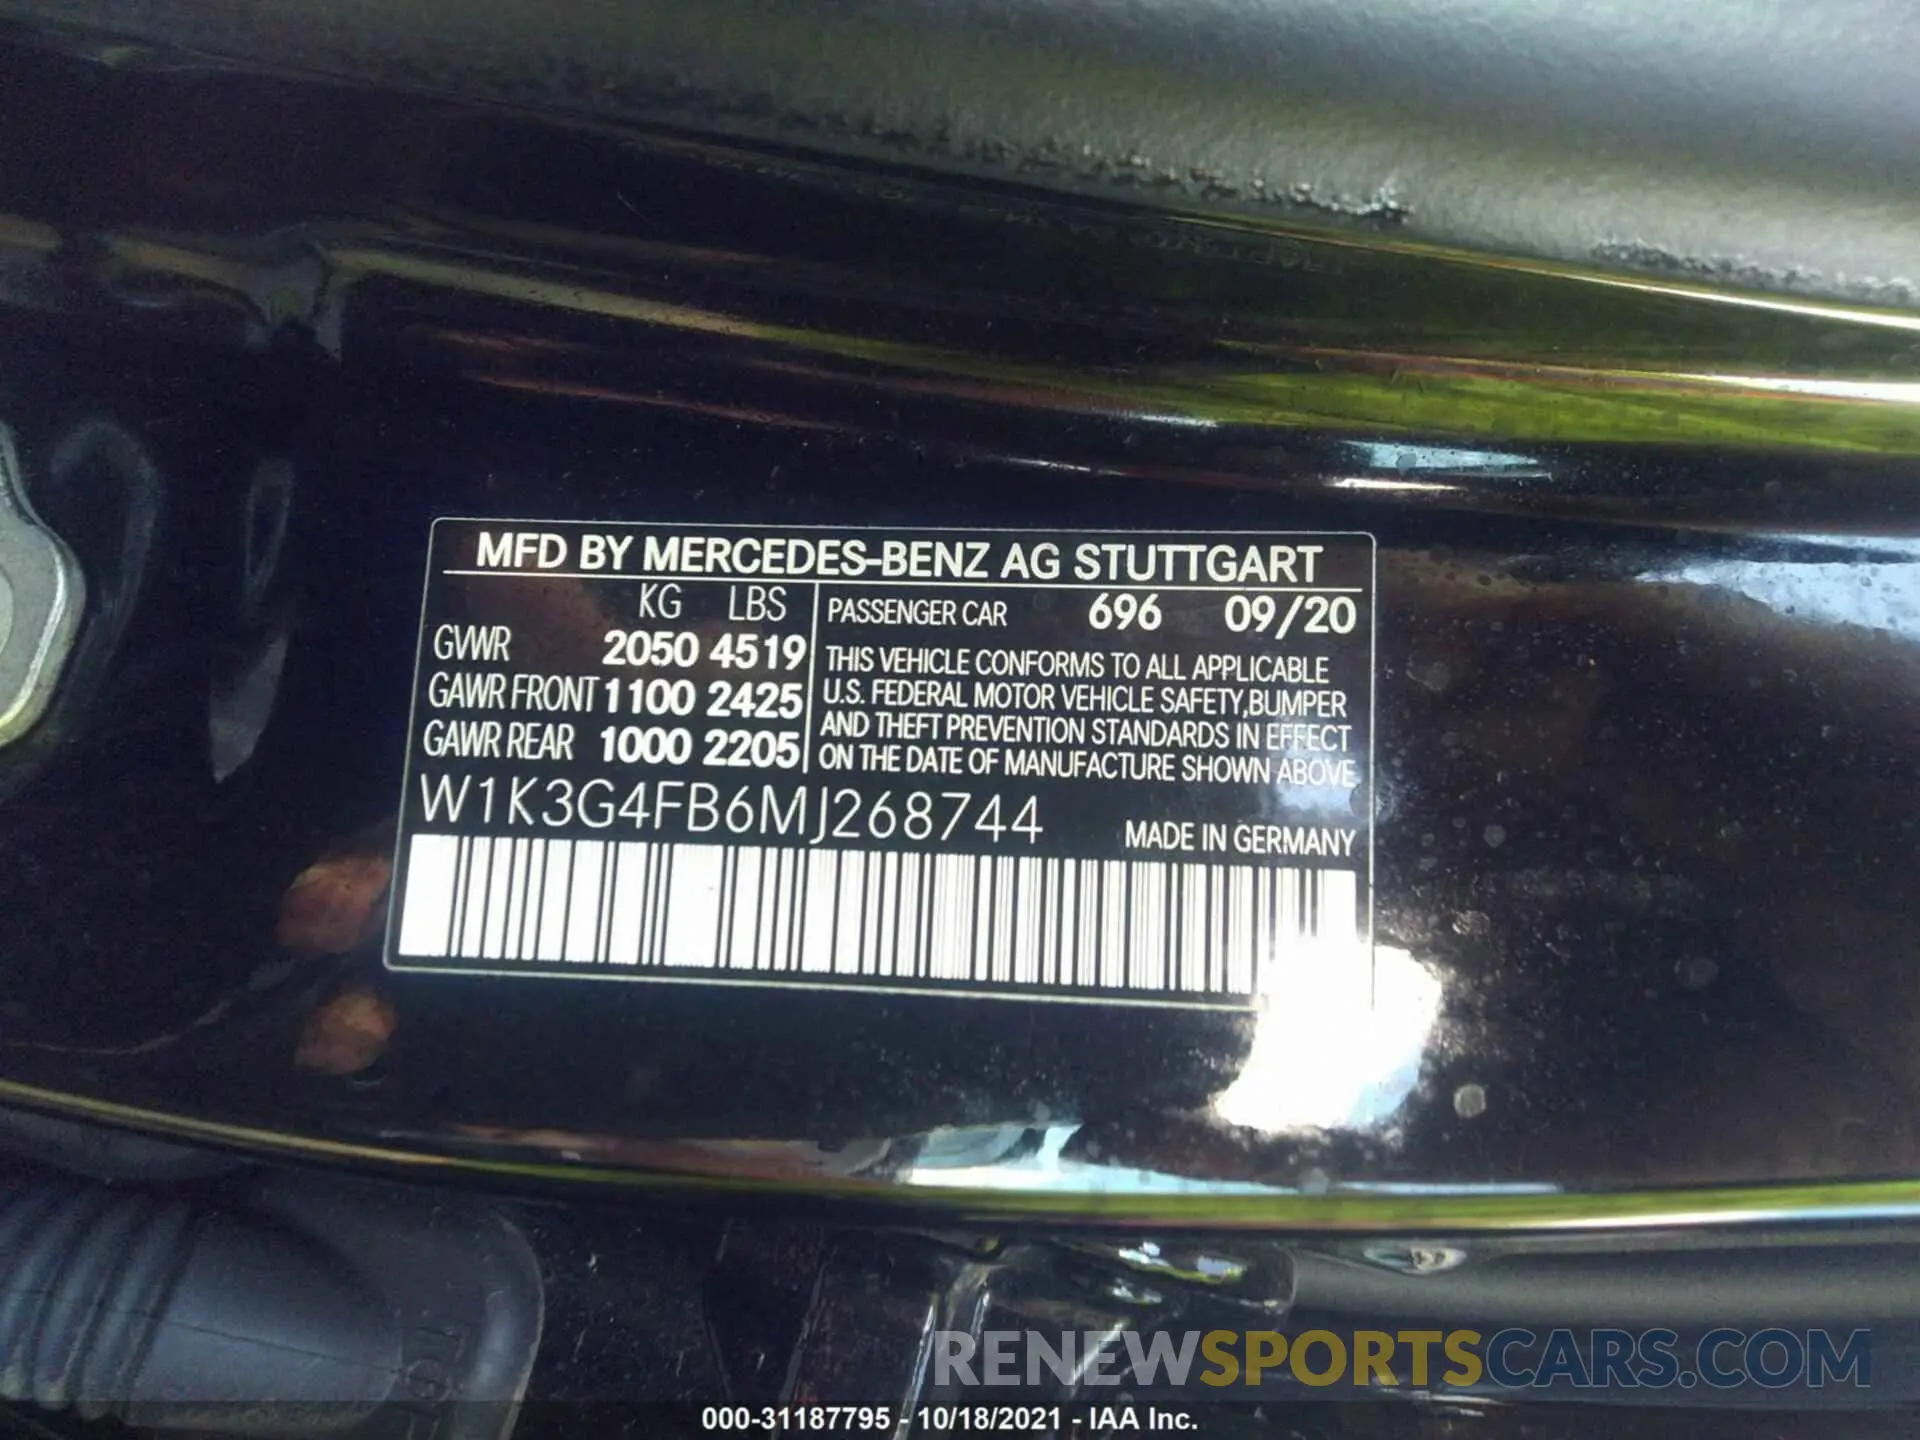 MFD BY MERCEDES-BENZ AG STUTTGART
KG LBS
GVWR 2050 4519
GAWR FRONT 1100 2425
GAWR REAR 1000 2205
PASSENGER CAR 696 09/20
THIS VEHICLE CONFORMS TO ALL APPLICABLE
U.S. FEDERAL MOTOR VEHICLE SAFETY, BUMPER
AND THEFT PREVENTION STANDARDS IN EFFECT
ON THE DATE OF MANUFACTURE SHOWN ABOVE
W1K3G4FB6MJ268744
MADE IN GERMANY
RENEWSPORTSCARS.COM
000-31187795 - 10/18/2021 - IAA Inc.